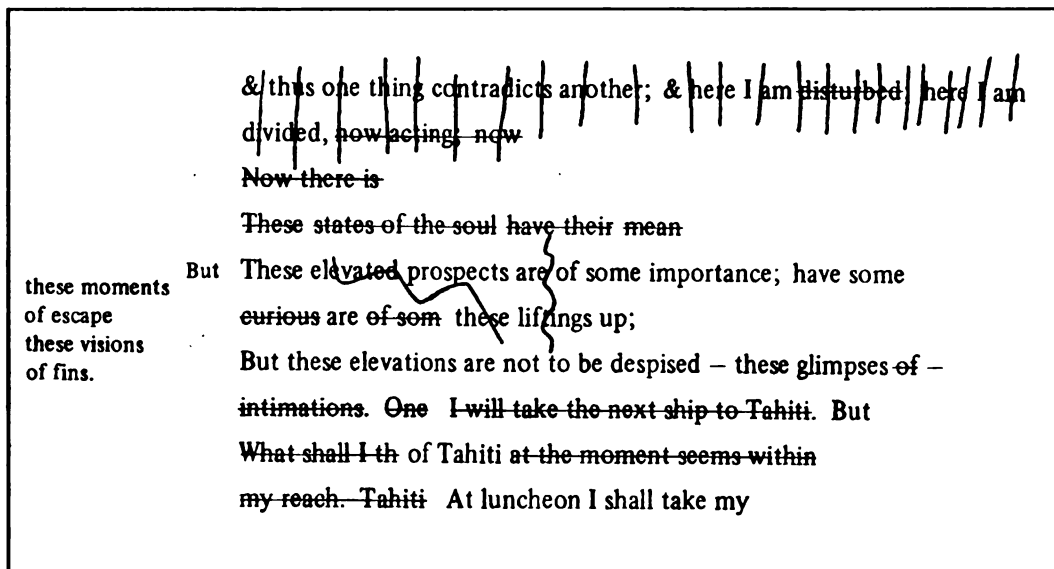 & thus one thing contradicts another; & here I am disturbed; here I am
divided, now acting; now
Now there is
These states of the soul have their mean
But These elevated prospects are of some importance; have some
curious are of som these liftings up;
But these elevations are not to be despised – these glimpses of –
intimations. One I will take the next ship to Tahiti. But
What shall I th of Tahiti at the moment seems within
my reach. Tahiti At luncheon I shall take my
these moments
of escape
these visions
of fins.